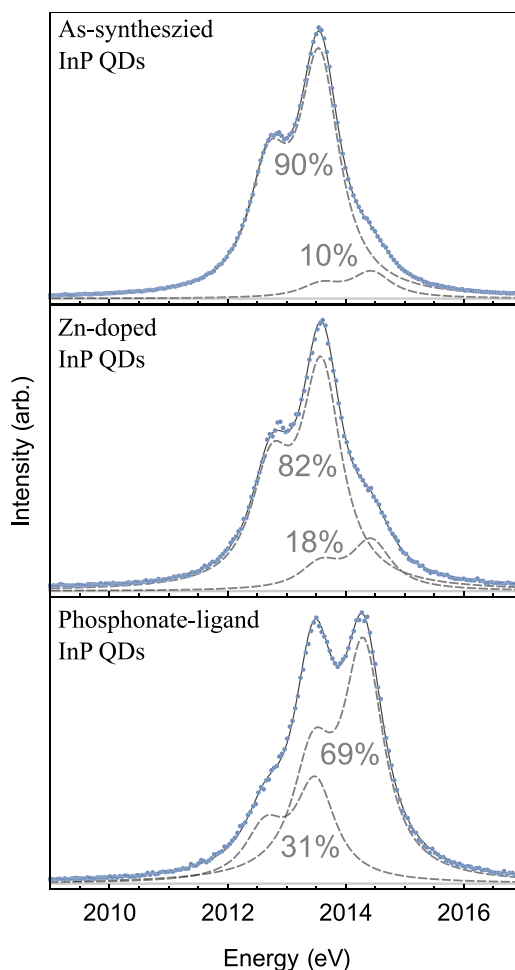 As-syntheszied
InP QDs
90%
10%
Zn-doped
InP QDs
82%
18%
Phosphonate-ligand
InP QDs
69%
31%
Intensity (arb.)
2010 2012 2014 2016
Energy (eV)